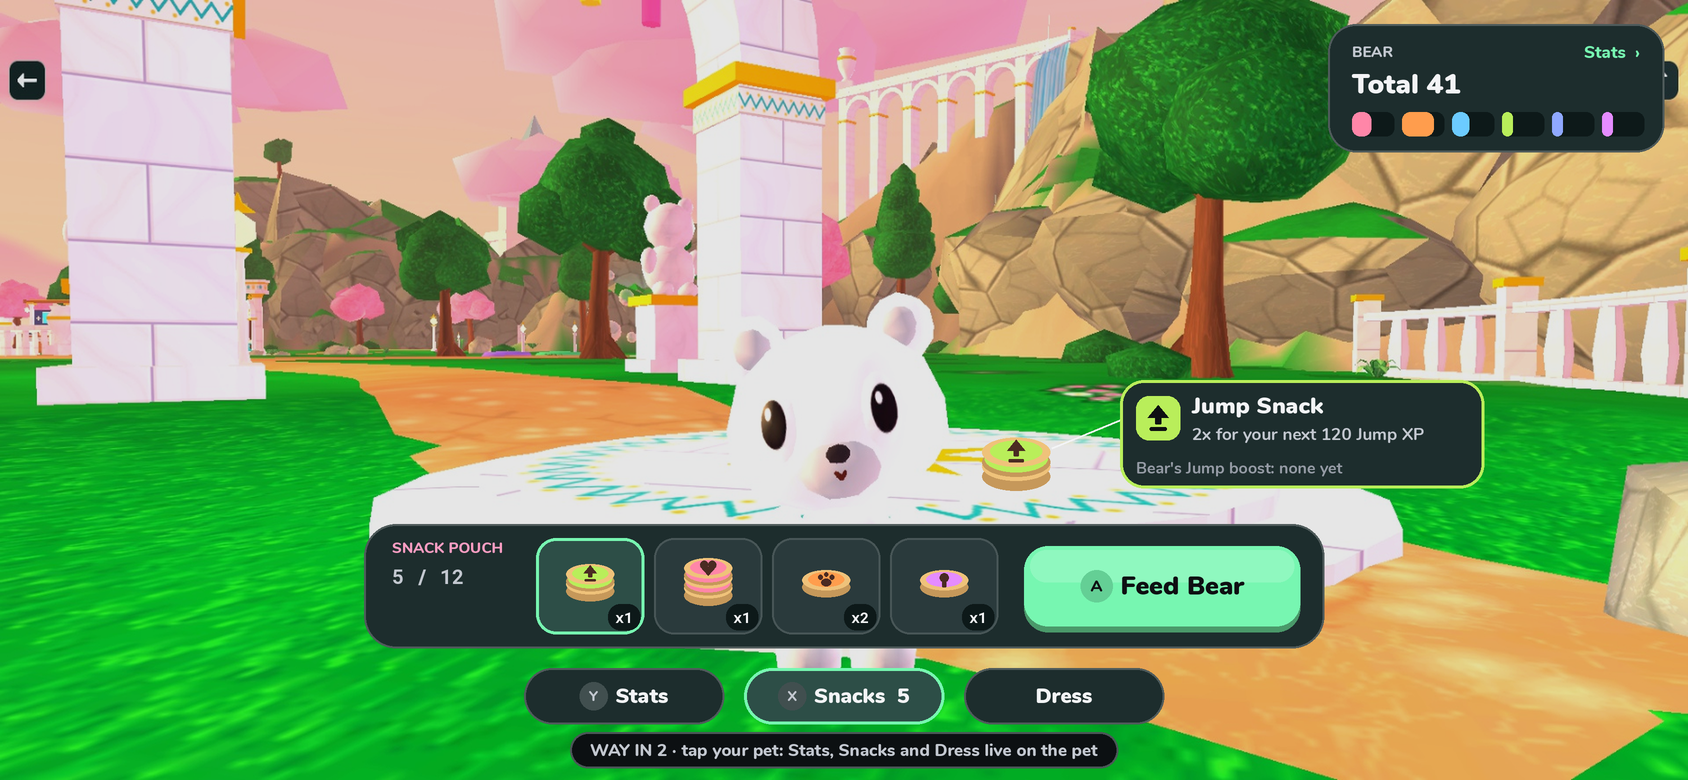 BEAR
Stats ›
Total 41
Jump Snack
2x for your next 120 Jump XP
Bear's Jump boost: none yet
SNACK POUCH
5 / 12
x1
x1
x2
x1
A Feed Bear
Y Stats
X Snacks 5
Dress
WAY IN 2 · tap your pet: Stats, Snacks and Dress live on the pet